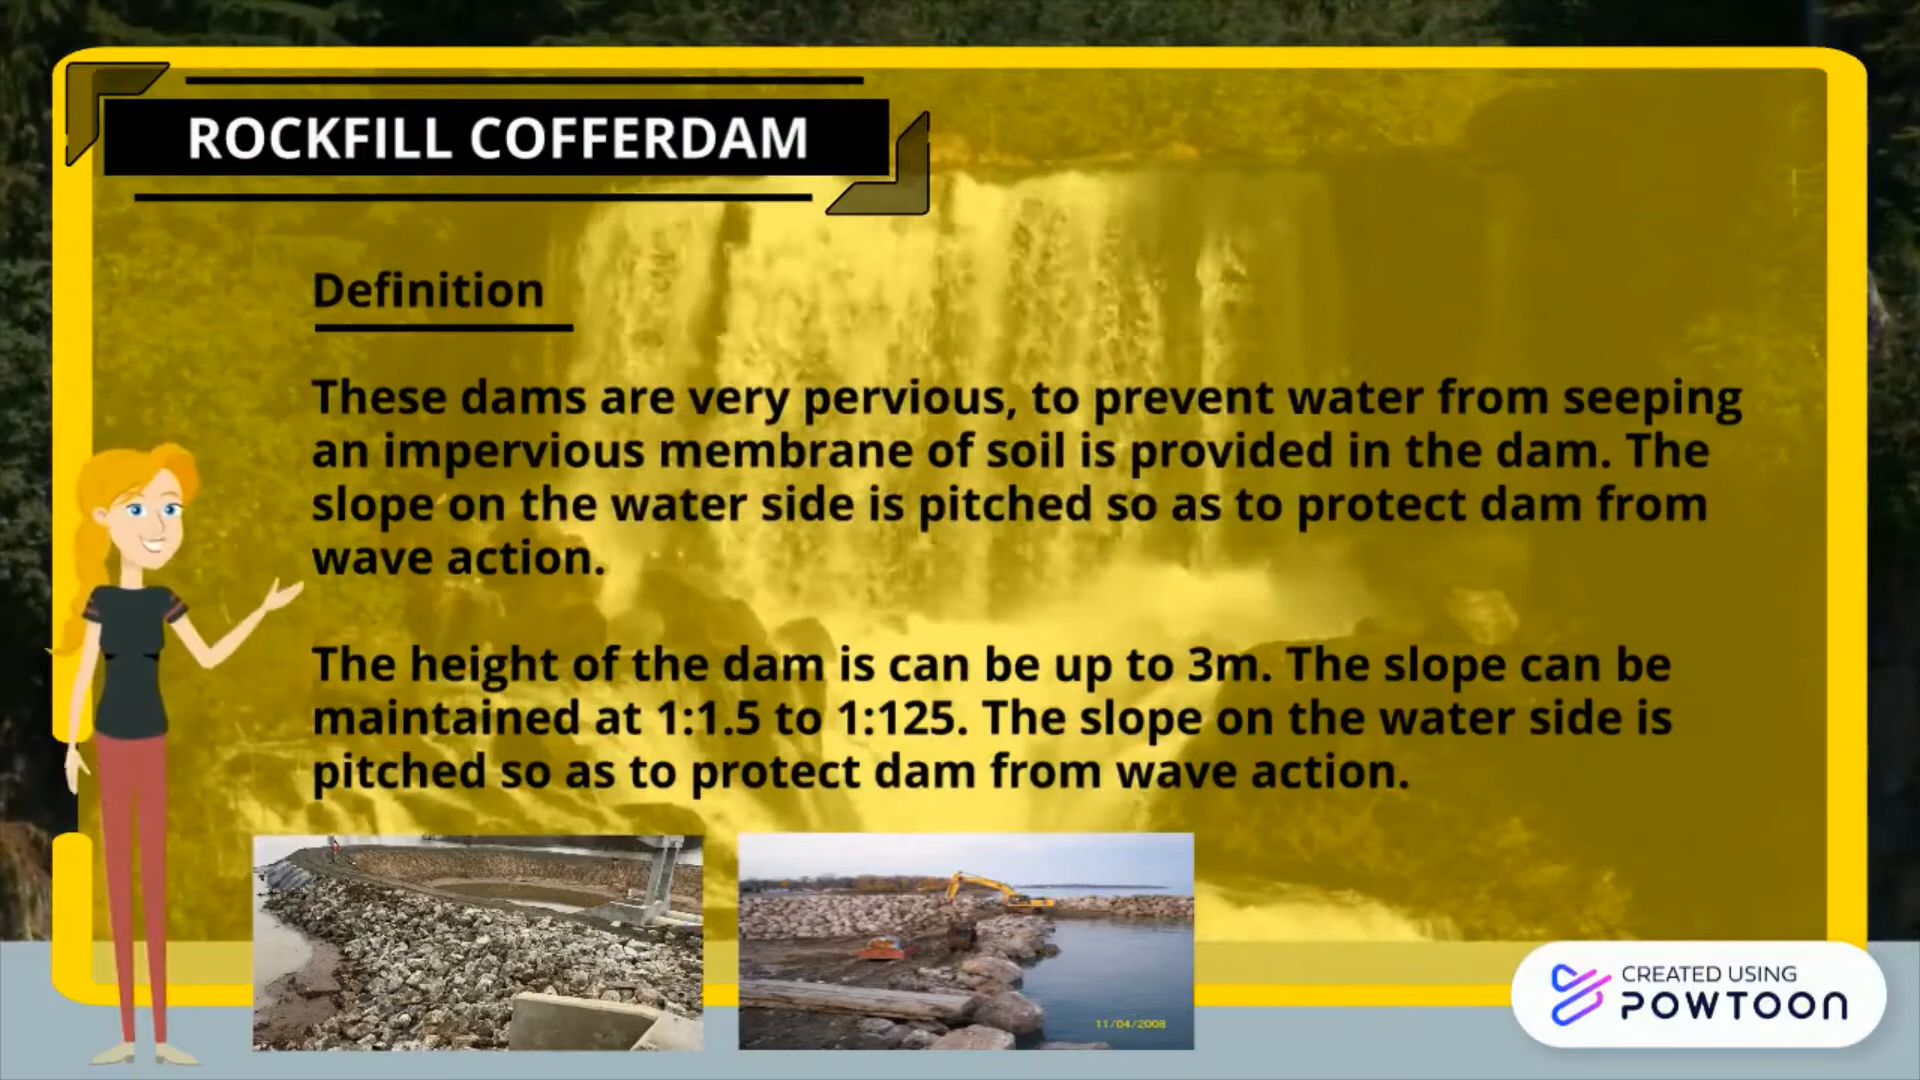 ROCKFILL COFFERDAM
Definition
These dams are very pervious, to prevent water from seeping
an impervious membrane of soil is provided in the dam. The
slope on the water side is pitched so as to protect dam from
wave action.
The height of the dam is can be up to 3m. The slope can be
maintained at 1:1.5 to 1:125. The slope on the water side is
pitched so as to protect dam from wave action.
11/04/2008
CREATED USING
POWTOON